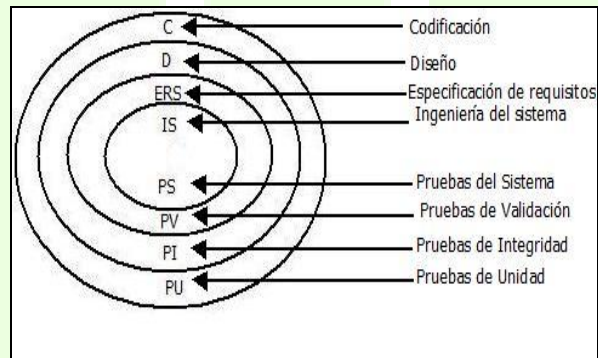 C Codificación
D Diseño
ERS Especificación de requisitos
IS Ingeniería del sistema
PS Pruebas del Sistema
PV Pruebas de Validación
PI Pruebas de Integridad
PU Pruebas de Unidad